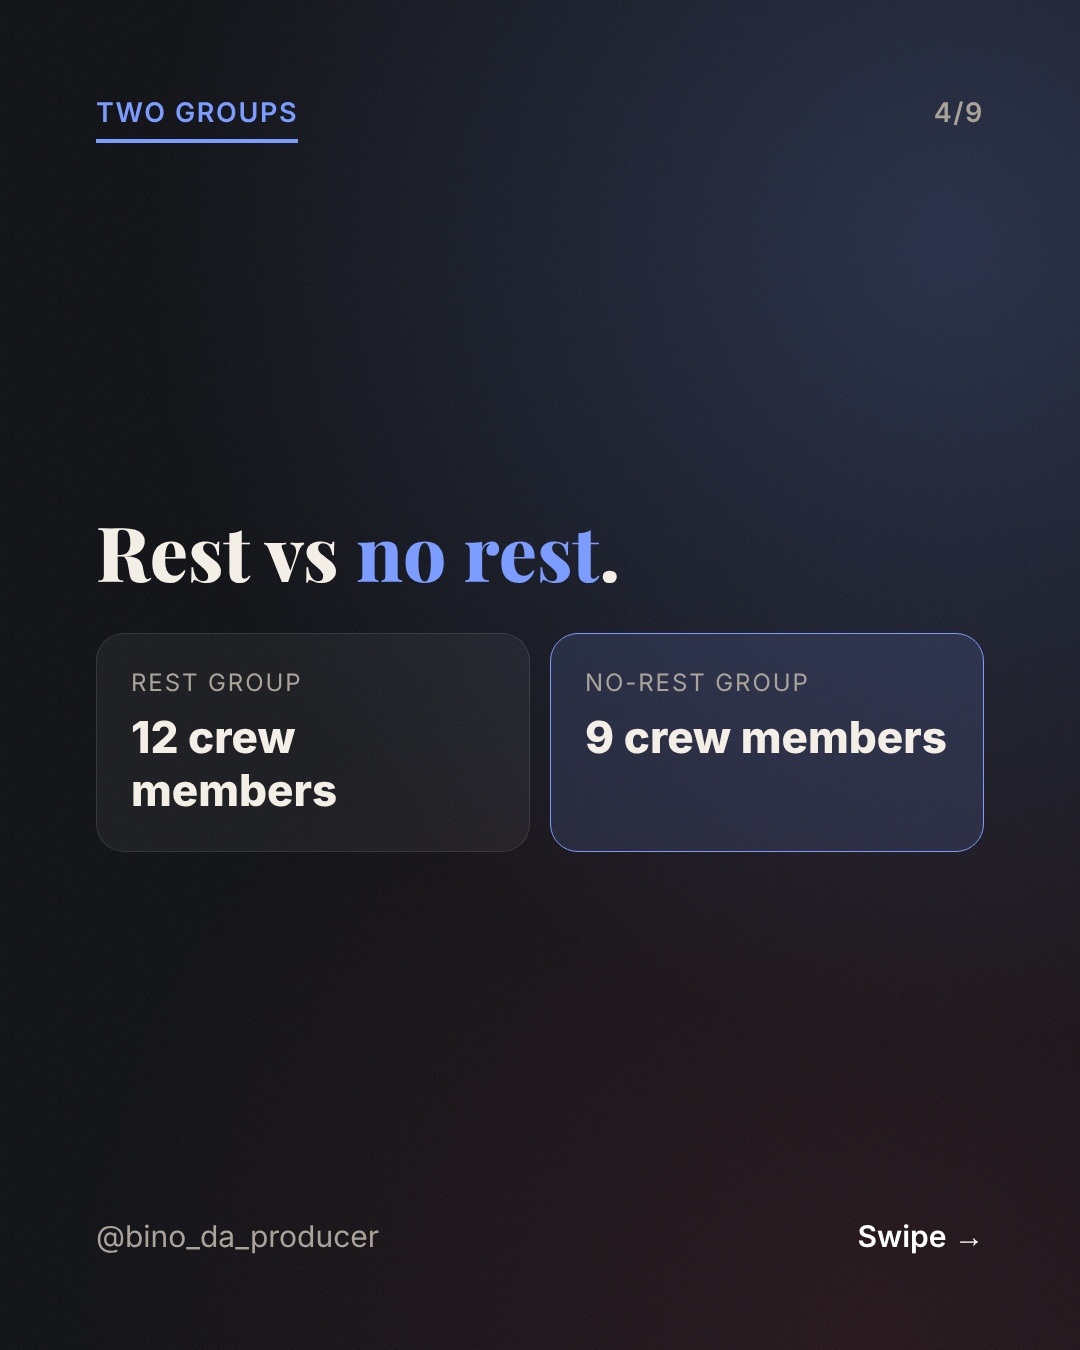 TWO GROUPS
4/9
Rest vs no rest.
REST GROUP
12 crew
members
NO-REST GROUP
9 crew members
@bino_da_producer
Swipe →